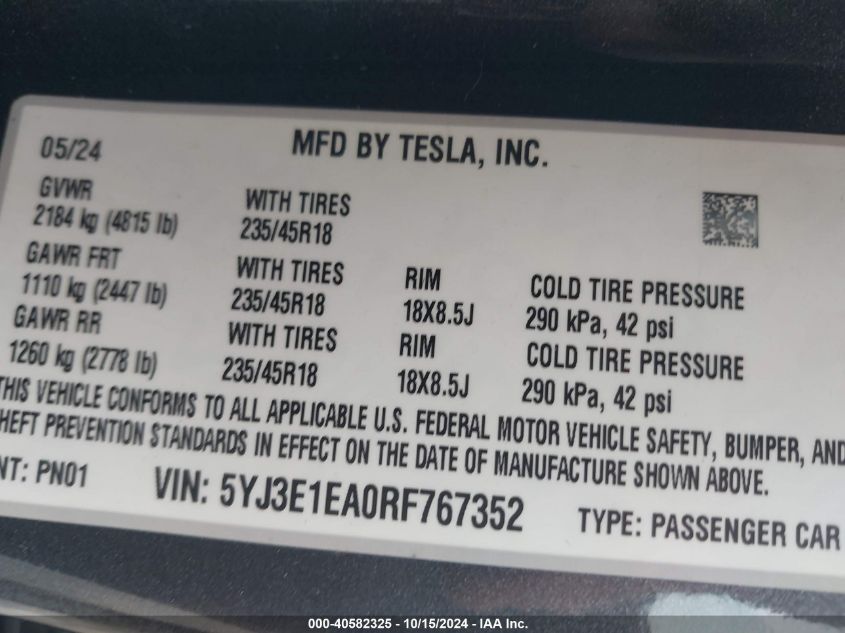 MFD BY TESLA, INC.
05/24
GVWR
2184 kg (4815 lb)
WITH TIRES
235/45R18
GAWR FRT
1110 kg (2447 lb)
WITH TIRES
235/45R18
RIM
18X8.5J
COLD TIRE PRESSURE
290 kPa, 42 psi
GAWR RR
1260 kg (2778 lb)
WITH TIRES
235/45R18
RIM
18X8.5J
COLD TIRE PRESSURE
290 kPa, 42 psi
THIS VEHICLE CONFORMS TO ALL APPLICABLE U.S. FEDERAL MOTOR VEHICLE SAFETY, BUMPER, AND
HEFT PREVENTION STANDARDS IN EFFECT ON THE DATE OF MANUFACTURE SHOWN ABOVE.
NT: PN01
VIN: 5YJ3E1EA0RF767352
TYPE: PASSENGER CAR
000-40582325 - 10/15/2024 - IAA Inc.